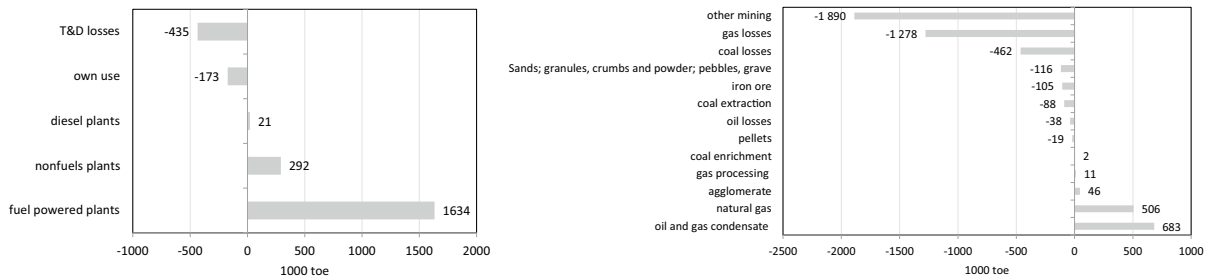 T&D losses -435
own use -173
diesel plants 21
nonfuels plants 292
fuel powered plants 1634
-1000 -500 0 500 1000 1500 2000
1000 toe
other mining -1 890
gas losses -1 278
coal losses -462
Sands; granules, crumbs and powder; pebbles, grave -116
iron ore -105
coal extraction -88
oil losses -38
pellets -19
coal enrichment 2
gas processing 11
agglomerate 46
natural gas 506
oil and gas condensate 683
-2500 -2000 -1500 -1000 -500 0 500 1000
1000 toe